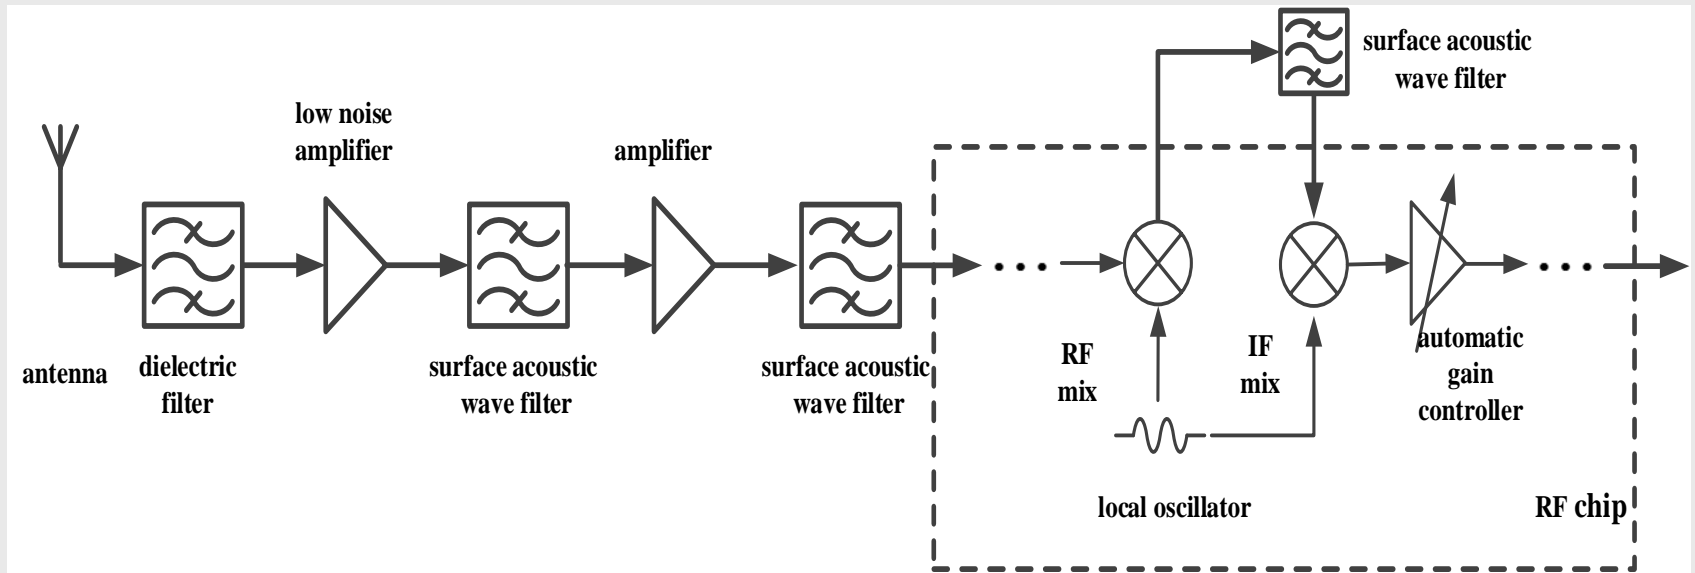 surface acoustic
wave filter
low noise
amplifier
amplifier
antenna
dielectric
filter
surface acoustic
wave filter
surface acoustic
wave filter
RF
mix
IF
mix
automatic
gain
controller
local oscillator
RF chip